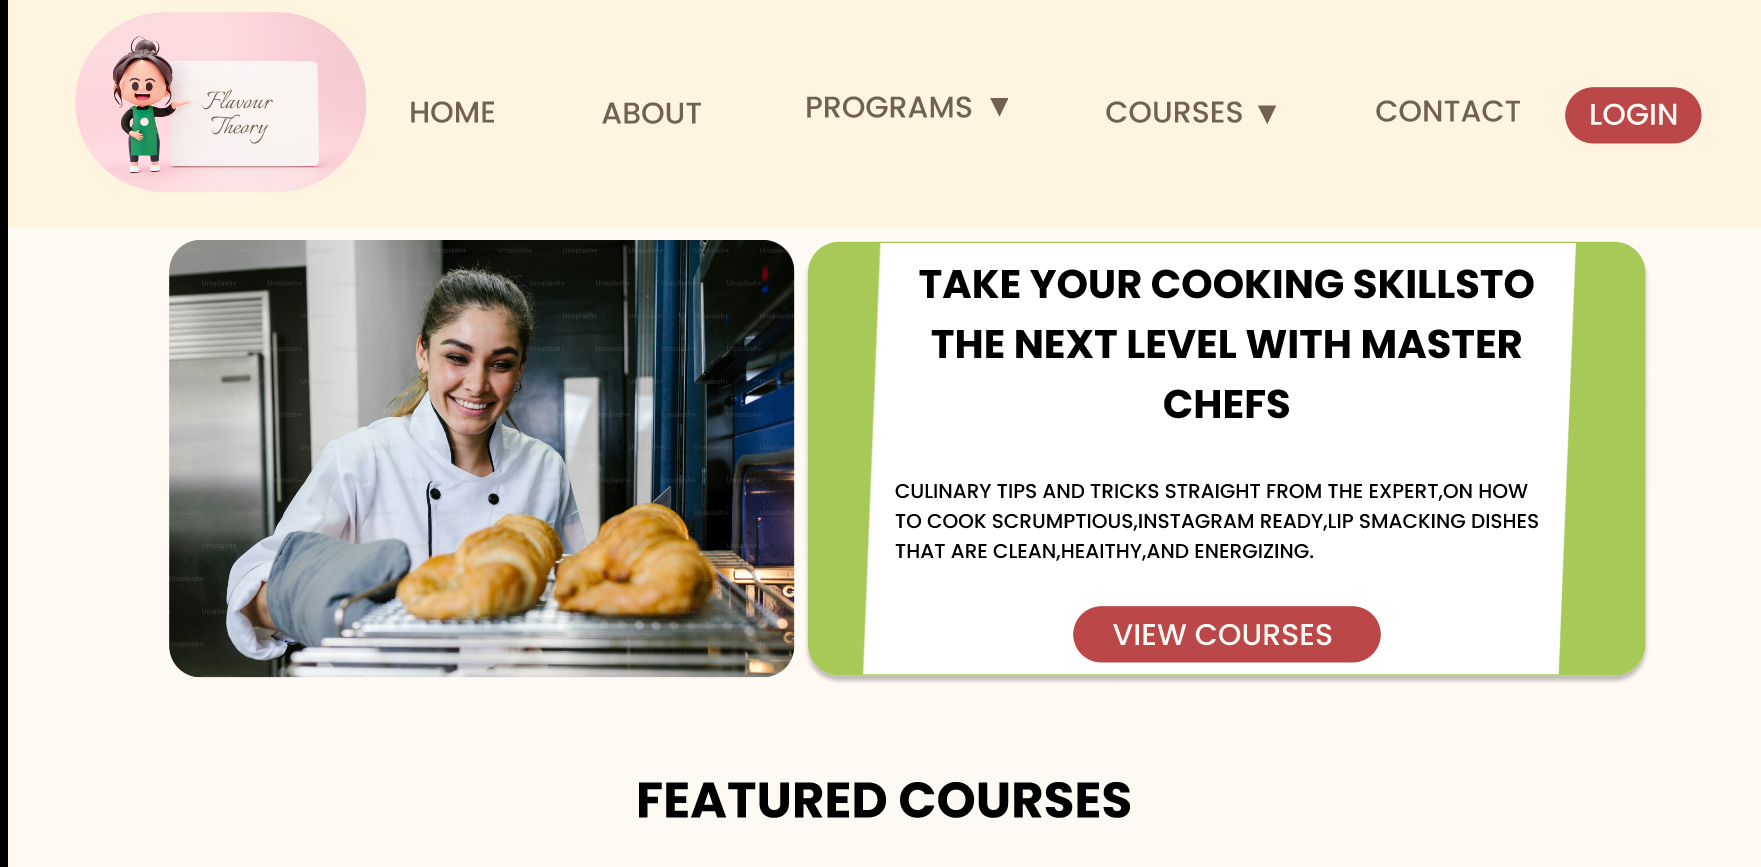 Flavour
Theory
HOME
ABOUT
PROGRAMS ▼
COURSES ▼
CONTACT
LOGIN
TAKE YOUR COOKING SKILLSTO
THE NEXT LEVEL WITH MASTER
CHEFS
CULINARY TIPS AND TRICKS STRAIGHT FROM THE EXPERT,ON HOW
TO COOK SCRUMPTIOUS,INSTAGRAM READY,LIP SMACKING DISHES
THAT ARE CLEAN,HEAITHY,AND ENERGIZING.
VIEW COURSES
FEATURED COURSES
Unsplash+